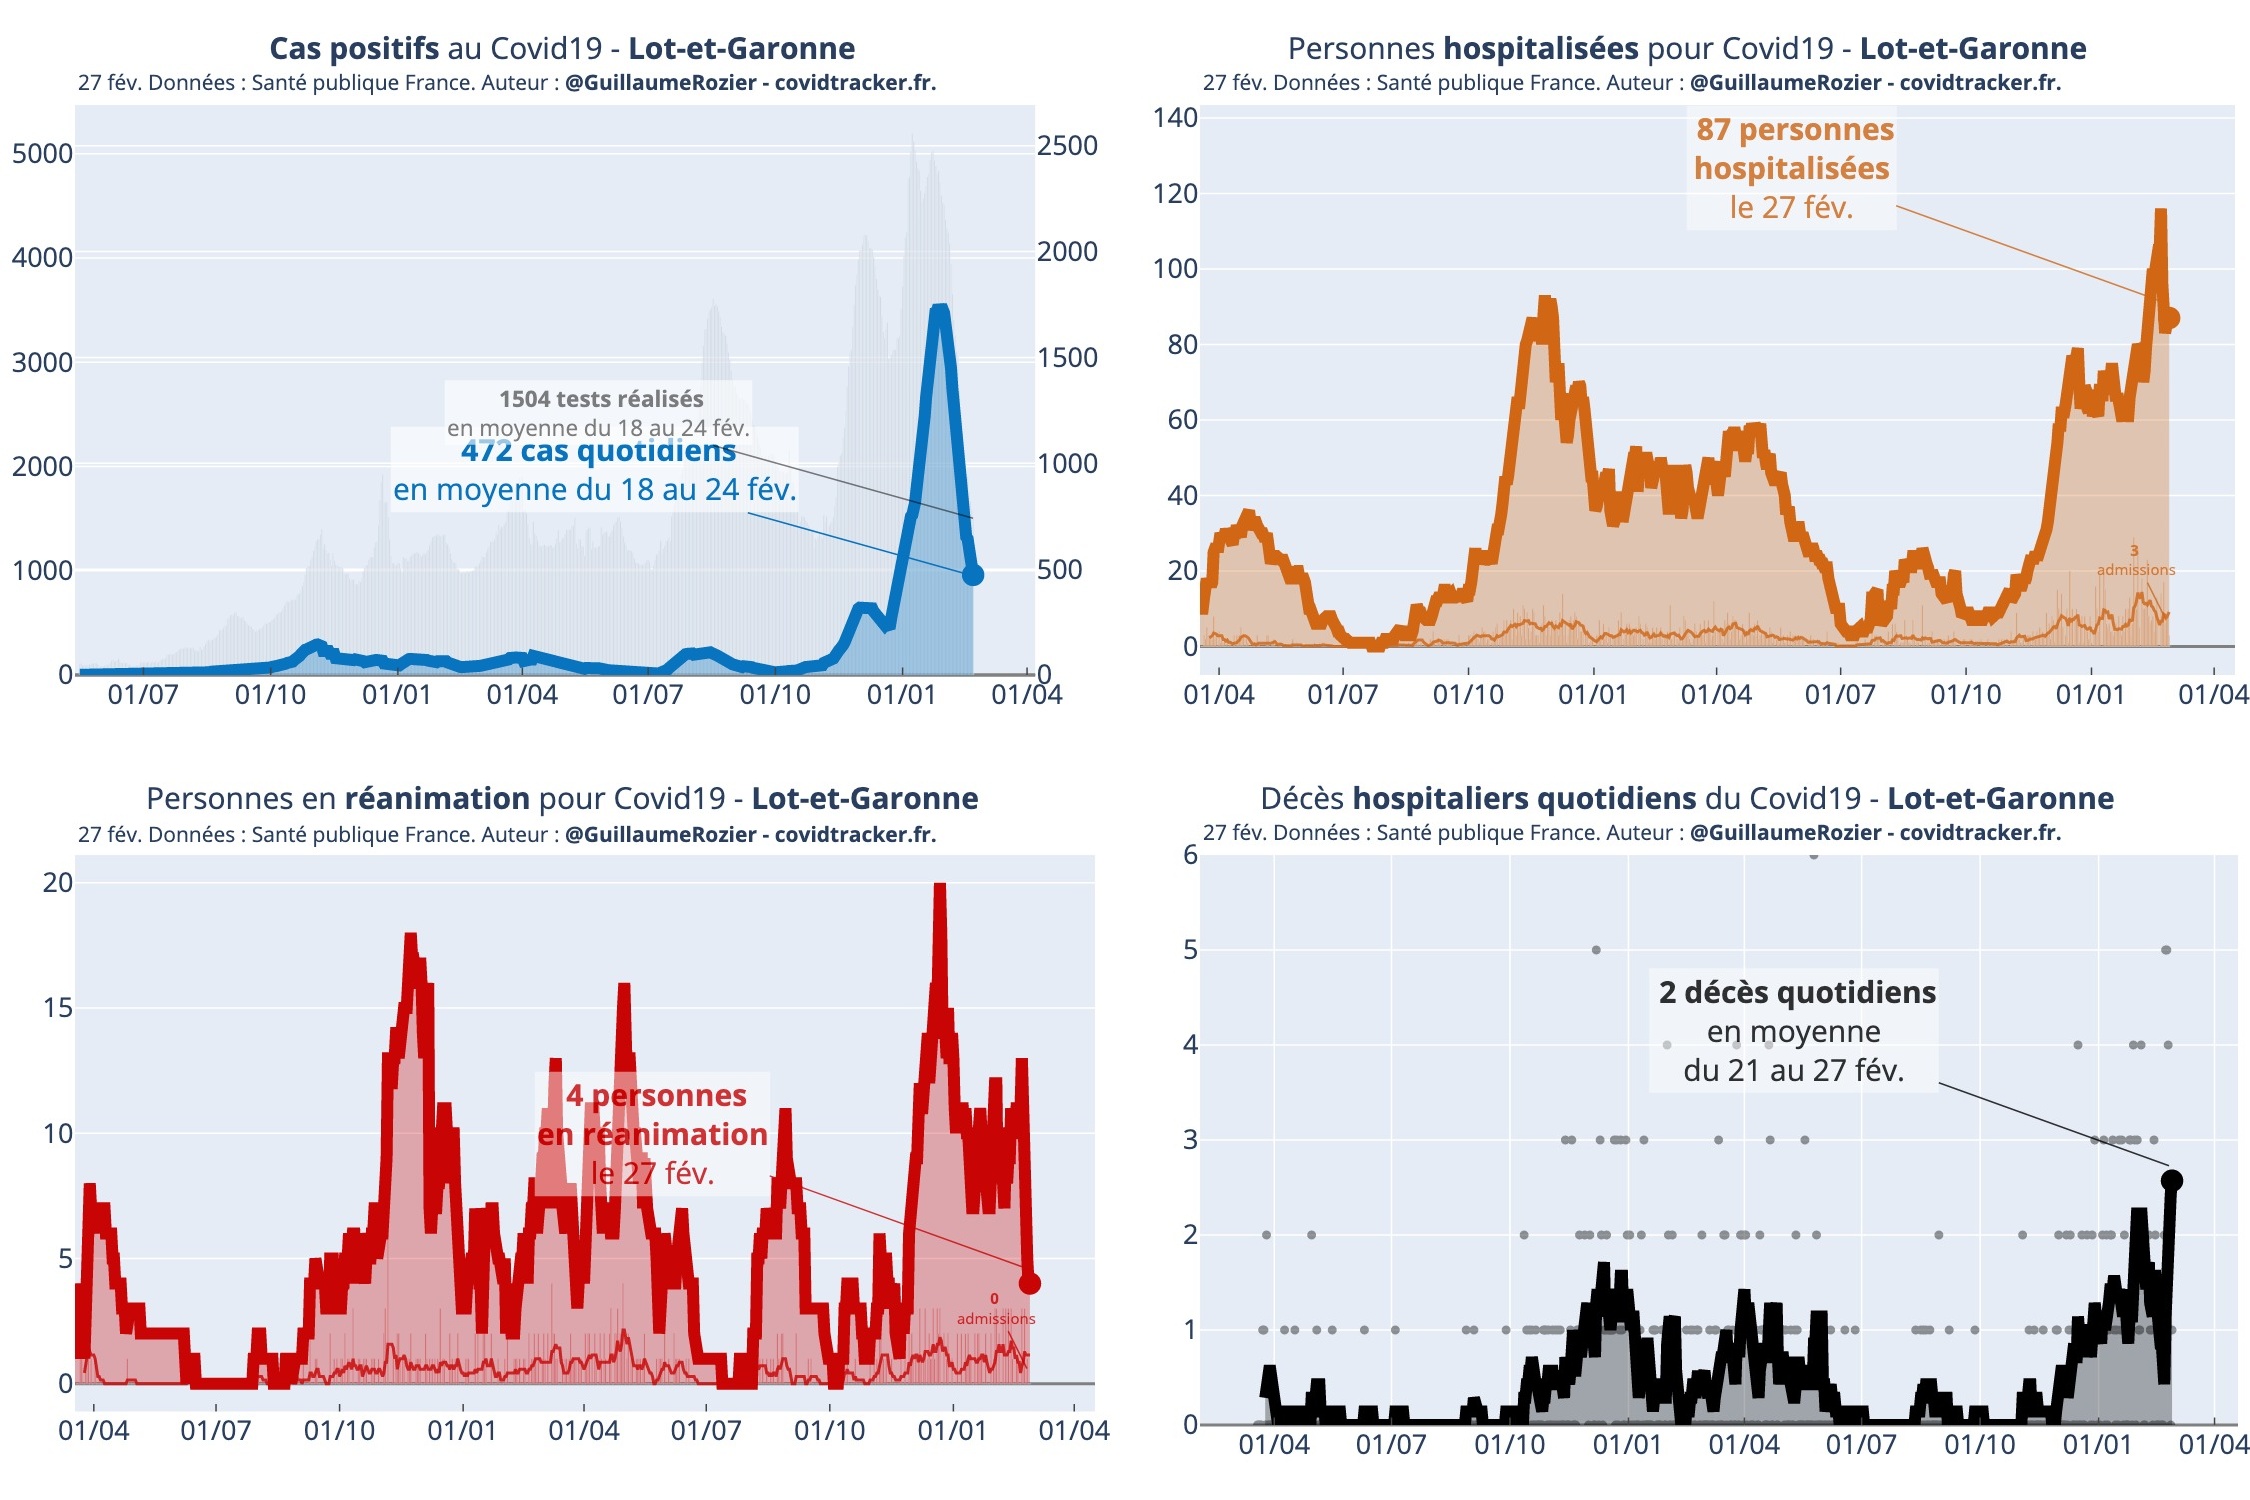 Cas positifs au Covid19 - Lot-et-Garonne
27 fév. Données : Santé publique France. Auteur : @GuillaumeRozier - covidtracker.fr.
5000
4000
3000
2000
1000
0
2500
2000
1500
1000
500
0
1504 tests réalisés
en moyenne du 18 au 24 fév.
472 cas quotidiens
en moyenne du 18 au 24 fév.
01/07 01/10 01/01 01/04 01/07 01/10 01/01 01/04
Personnes hospitalisées pour Covid19 - Lot-et-Garonne
27 fév. Données : Santé publique France. Auteur : @GuillaumeRozier - covidtracker.fr.
140
120
100
80
60
40
20
0
87 personnes
hospitalisées
le 27 fév.
3
admissions
01/04 01/07 01/10 01/01 01/04 01/07 01/10 01/01 01/04
Personnes en réanimation pour Covid19 - Lot-et-Garonne
27 fév. Données : Santé publique France. Auteur : @GuillaumeRozier - covidtracker.fr.
20
15
10
5
0
4 personnes
en réanimation
le 27 fév.
0
admissions
01/04 01/07 01/10 01/01 01/04 01/07 01/10 01/01 01/04
Décès hospitaliers quotidiens du Covid19 - Lot-et-Garonne
27 fév. Données : Santé publique France. Auteur : @GuillaumeRozier - covidtracker.fr.
6
5
4
3
2
1
0
2 décès quotidiens
en moyenne
du 21 au 27 fév.
01/04 01/07 01/10 01/01 01/04 01/07 01/10 01/01 01/04